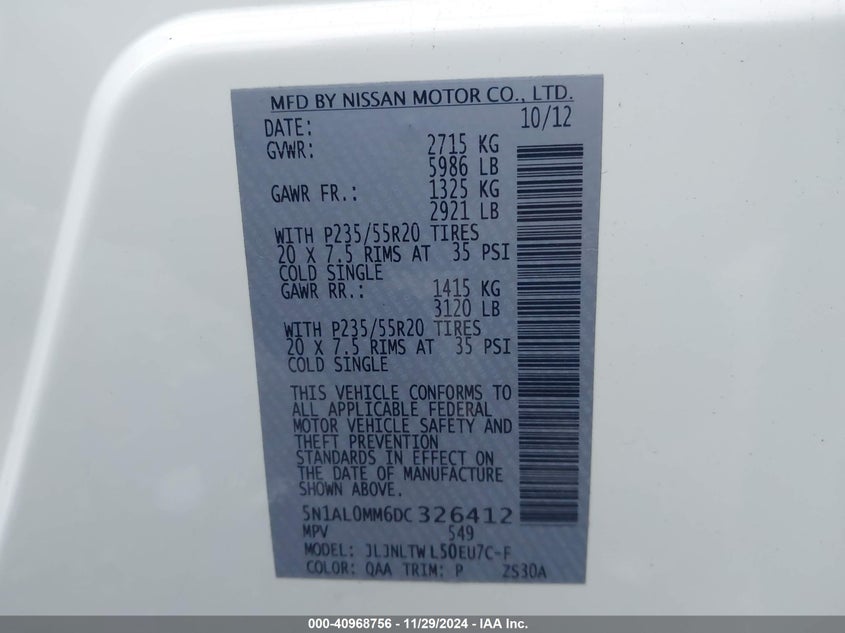 MFD BY NISSAN MOTOR CO., LTD.
DATE: 10/12
GVWR: 2715 KG
5986 LB
GAWR FR.: 1325 KG
2921 LB
WITH P235/55R20 TIRES
20 X 7.5 RIMS AT 35 PSI
COLD SINGLE
GAWR RR.: 1415 KG
3120 LB
WITH P235/55R20 TIRES
20 X 7.5 RIMS AT 35 PSI
COLD SINGLE
THIS VEHICLE CONFORMS TO
ALL APPLICABLE FEDERAL
MOTOR VEHICLE SAFETY AND
THEFT PREVENTION
STANDARDS IN EFFECT ON
THE DATE OF MANUFACTURE
SHOWN ABOVE.
5N1AL0MM6DC 326412
MPV 549
MODEL: JLJNLTW L50EU7C-F
COLOR: QAA TRIM: P ZS30A
000-40968756 - 11/29/2024 - IAA Inc.